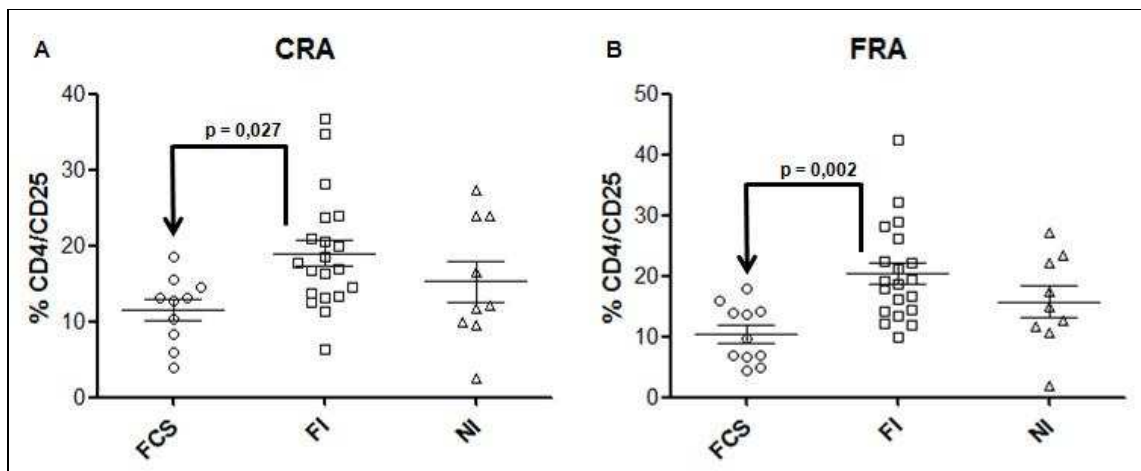 A
CRA
% CD4/CD25
40
30
20
10
0
p = 0,027
FCS
FI
NI
B
FRA
% CD4/CD25
50
40
30
20
10
0
p = 0,002
FCS
FI
NI